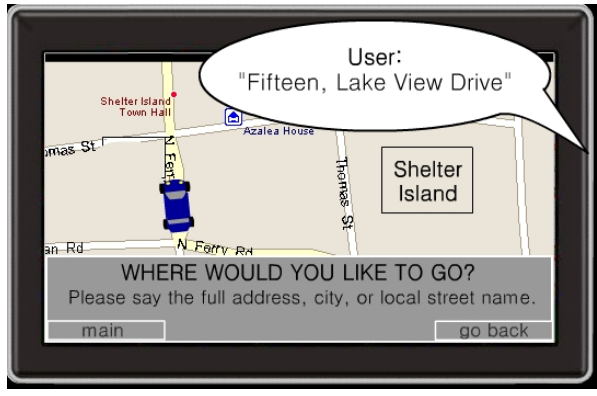 User:
"Fifteen, Lake View Drive"
Shelter Island
Town Hall
Azalea House
omas St
N Ferr
Thomas St
Shelter
Island
an Rd
N Ferry Rd
WHERE WOULD YOU LIKE TO GO?
Please say the full address, city, or local street name.
main
go back